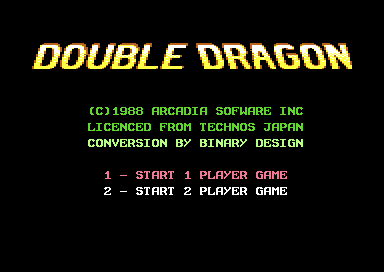 DOUBLE DRAGON
(C)1988 ARCADIA SOFWARE INC
LICENCED FROM TECHNOS JAPAN
CONVERSION BY BINARY DESIGN
1 - START 1 PLAYER GAME
2 - START 2 PLAYER GAME